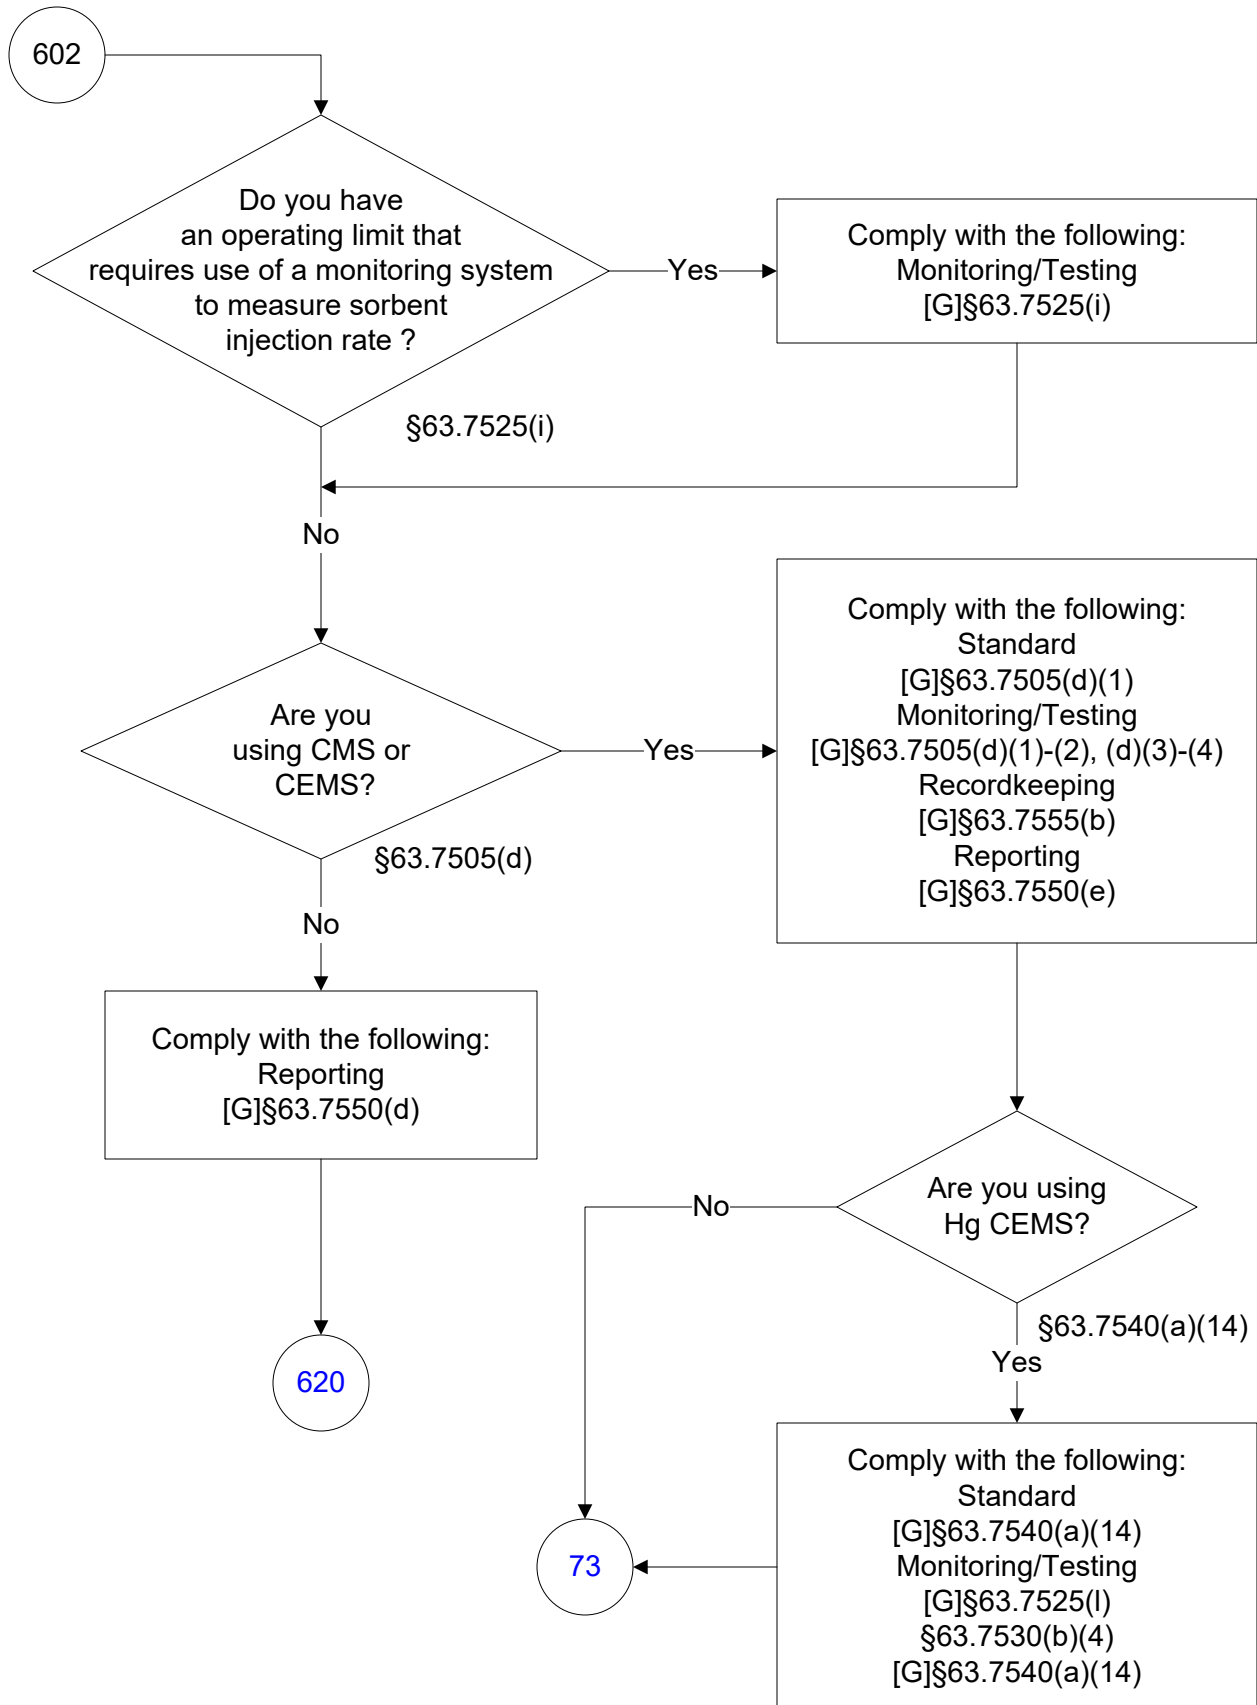 602
Do you have
an operating limit that
requires use of a monitoring system
to measure sorbent
injection rate ?
Yes
Comply with the following:
Monitoring/Testing
[G]§63.7525(i)
§63.7525(i)
No
Are you
using CMS or
CEMS?
Yes
Comply with the following:
Standard
[G]§63.7505(d)(1)
Monitoring/Testing
[G]§63.7505(d)(1)-(2), (d)(3)-(4)
Recordkeeping
[G]§63.7555(b)
Reporting
[G]§63.7550(e)
§63.7505(d)
No
Comply with the following:
Reporting
[G]§63.7550(d)
620
Are you using
Hg CEMS?
No
§63.7540(a)(14)
Yes
73
Comply with the following:
Standard
[G]§63.7540(a)(14)
Monitoring/Testing
[G]§63.7525(l)
§63.7530(b)(4)
[G]§63.7540(a)(14)